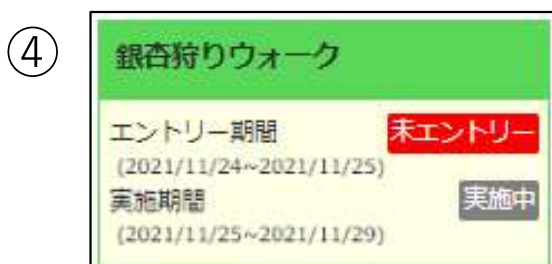 ④
銀杏狩りウォーク
エントリー期間 未エントリー
(2021/11/24~2021/11/25)
実施期間 実施中
(2021/11/25~2021/11/29)